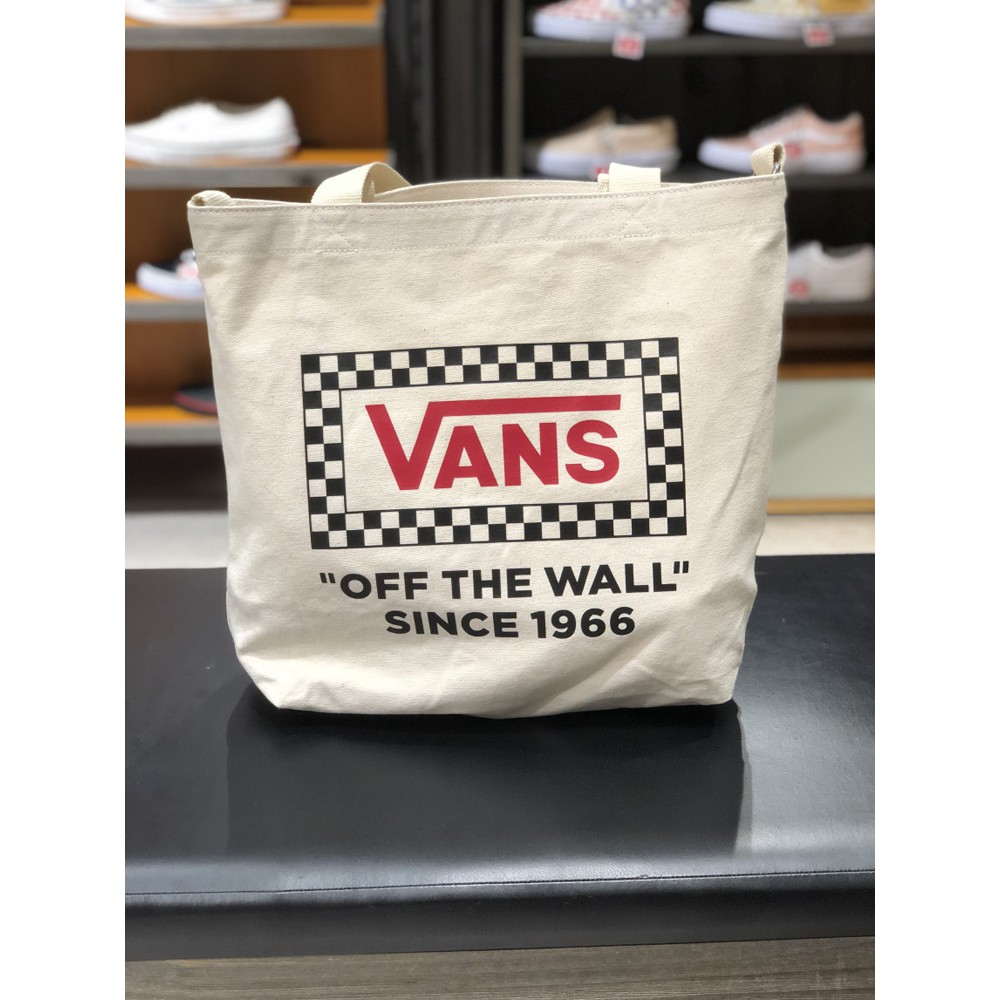 VANS
"OFF THE WALL"
SINCE 1966